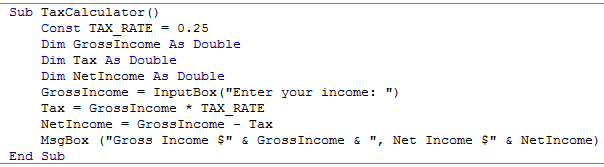 Sub TaxCalculator()
    Const TAX_RATE = 0.25
    Dim GrossIncome As Double
    Dim Tax As Double
    Dim NetIncome As Double
    GrossIncome = InputBox("Enter your income: ")
    Tax = GrossIncome * TAX_RATE
    NetIncome = GrossIncome - Tax
    MsgBox ("Gross Income $" & GrossIncome & ", Net Income $" & NetIncome)
End Sub